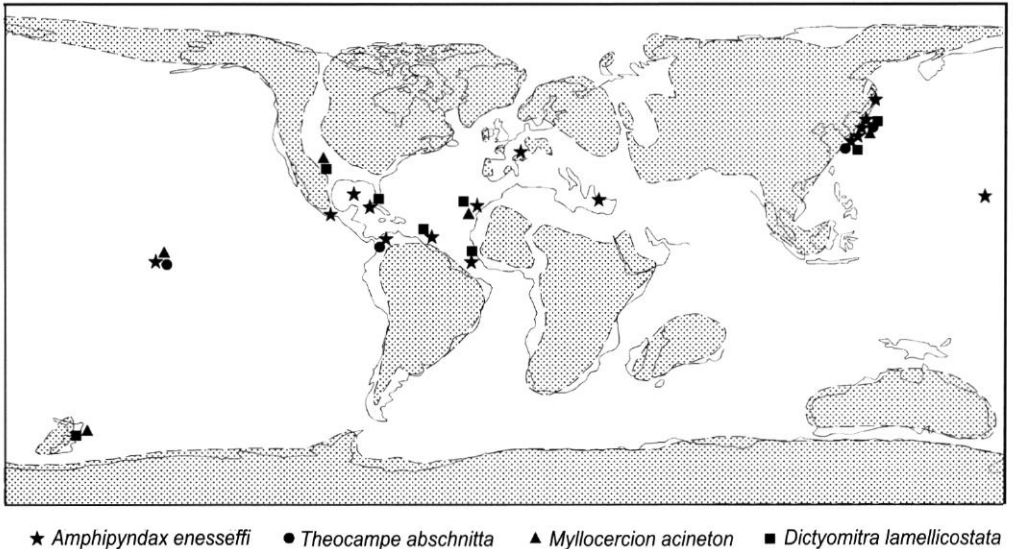 ★ Amphipyndax enesseffi ● Theocampe abschnitta ▲ Myllocercion acineton ■ Dictyomitra lamellicostata